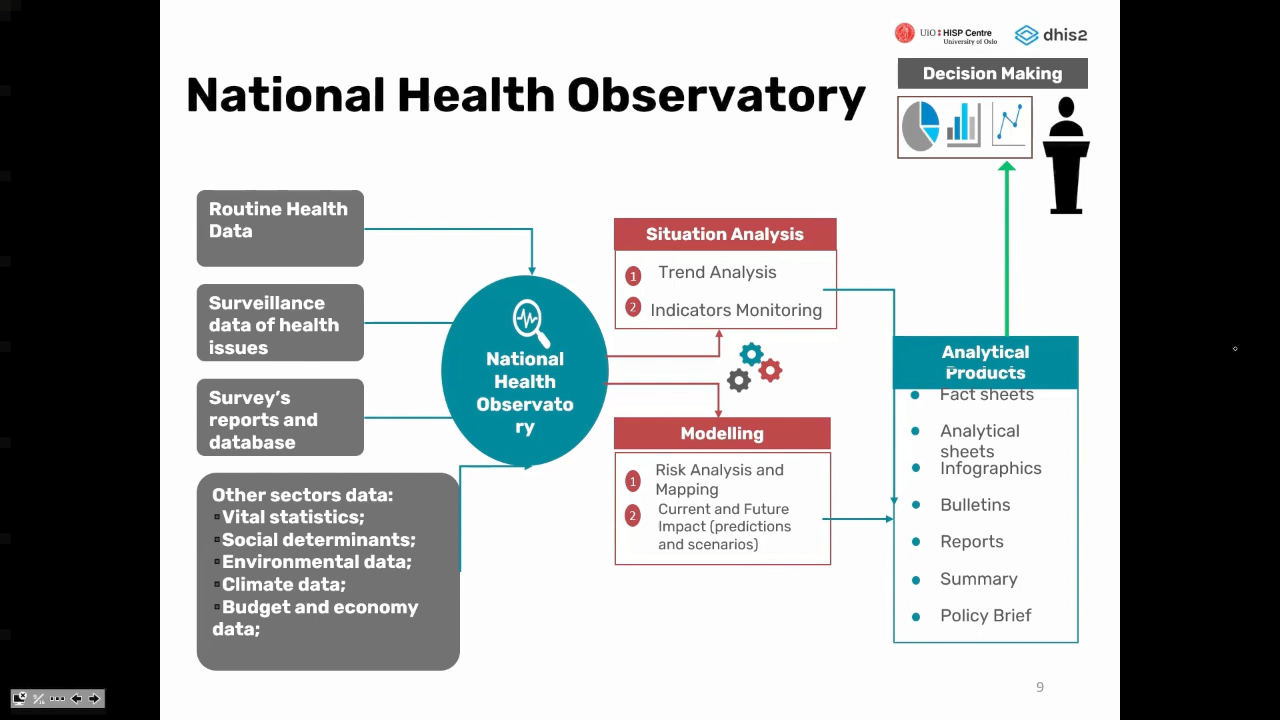 UiO HISP Centre
University of Oslo
dhis2
Decision Making
National Health Observatory
Routine Health
Data
Surveillance
data of health
issues
Survey's
reports and
database
Other sectors data:
Vital statistics;
Social determinants;
Environmental data;
Climate data;
Budget and economy
data;
National
Health
Observato
ry
Situation Analysis
1 Trend Analysis
2 Indicators Monitoring
Modelling
1 Risk Analysis and
Mapping
2 Current and Future
Impact (predictions
and scenarios)
Analytical
Products
Fact sheets
Analytical
sheets
Infographics
Bulletins
Reports
Summary
Policy Brief
9